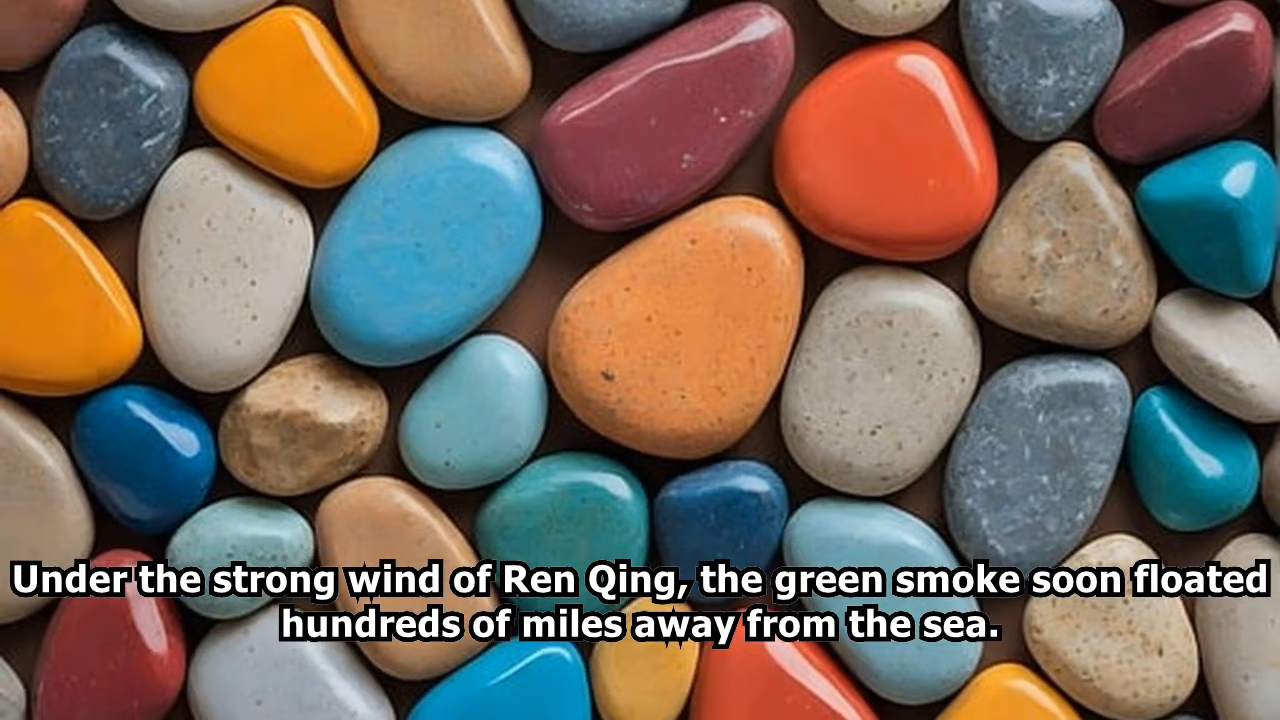 Under the strong wind of Ren Qing, the green smoke soon floated
hundreds of miles away from the sea.